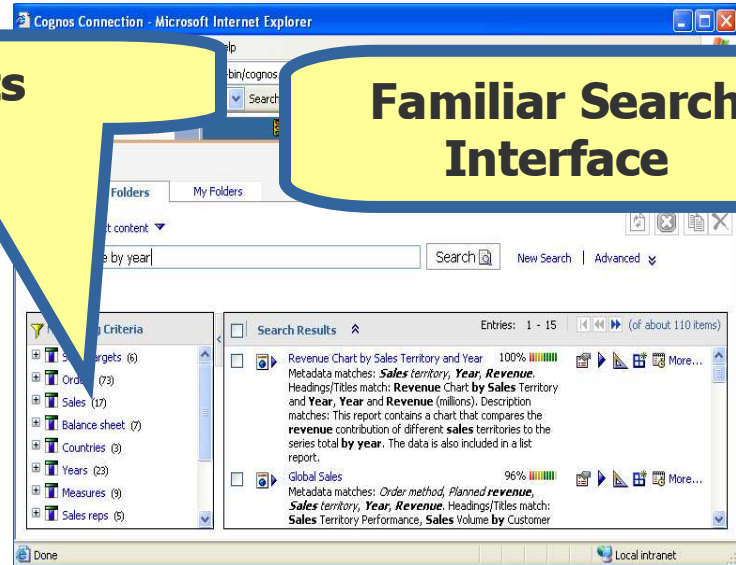 Cognos Connection - Microsoft Internet Explorer
Search
Familiar Search
Interface
Folders
My Folders
content
by year
Search
New Search | Advanced
Criteria
Search Results
Entries: 1 - 15
(of about 110 items)
(6)
(73)
Sales (17)
Balance sheet (7)
Countries (3)
Years (23)
Measures (9)
Sales reps (5)
Revenue Chart by Sales Territory and Year 100% More...
Metadata matches: Sales territory, Year, Revenue.
Headings/Titles match: Revenue Chart by Sales Territory
and Year, Year and Revenue (millions). Description
matches: This report contains a chart that compares the
revenue contribution of different sales territories to the
series total by year. The data is also included in a list
report.
Global Sales 96% More...
Metadata matches: Order method, Planned revenue,
Sales territory, Year, Revenue. Headings/Titles match:
Sales Territory Performance, Sales Volume by Customer
Done
Local intranet